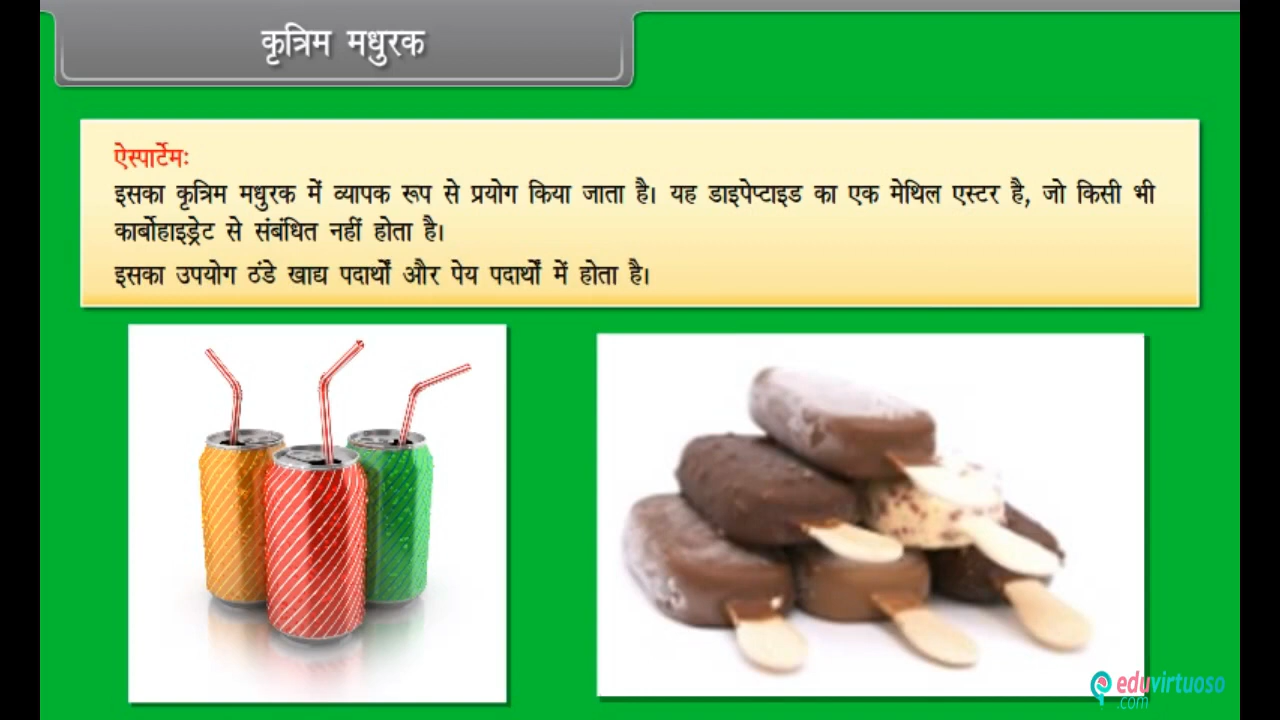 कृत्रिम मधुरक
ऐस्पार्टेमः
इसका कृत्रिम मधुरक में व्यापक रूप से प्रयोग किया जाता है। यह डाइपेप्टाइड का एक मेथिल एस्टर है, जो किसी भी
कार्बोहाइड्रेट से संबंधित नहीं होता है।
इसका उपयोग ठंडे खाद्य पदार्थों और पेय पदार्थों में होता है।
eduvirtuoso
.com